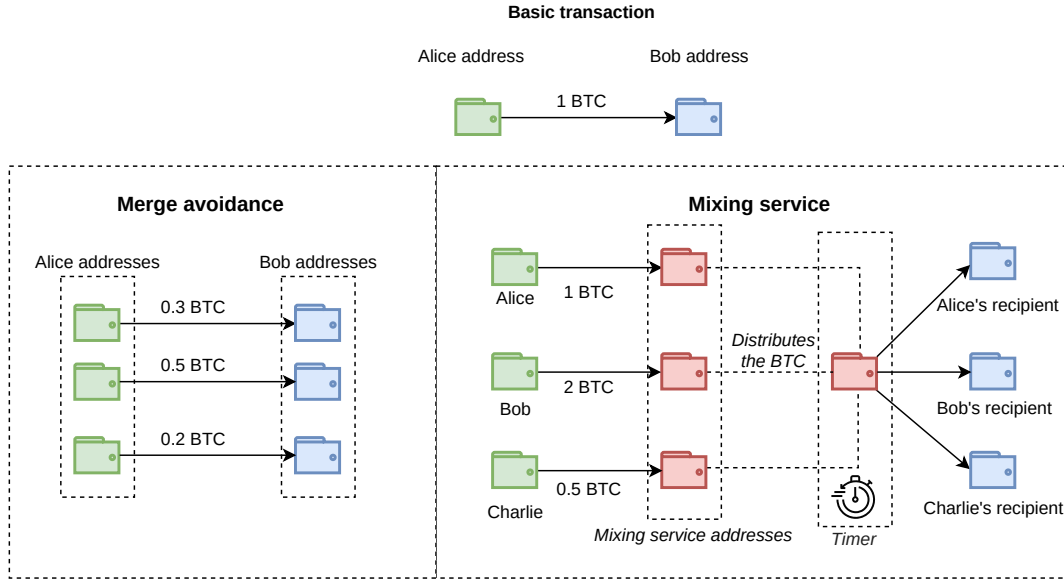 Basic transaction
Alice address
Bob address
1 BTC
Merge avoidance
Alice addresses
Bob addresses
0.3 BTC
0.5 BTC
0.2 BTC
Mixing service
Alice
1 BTC
Bob
2 BTC
Charlie
0.5 BTC
Mixing service addresses
Distributes
the BTC
Timer
Alice's recipient
Bob's recipient
Charlie's recipient